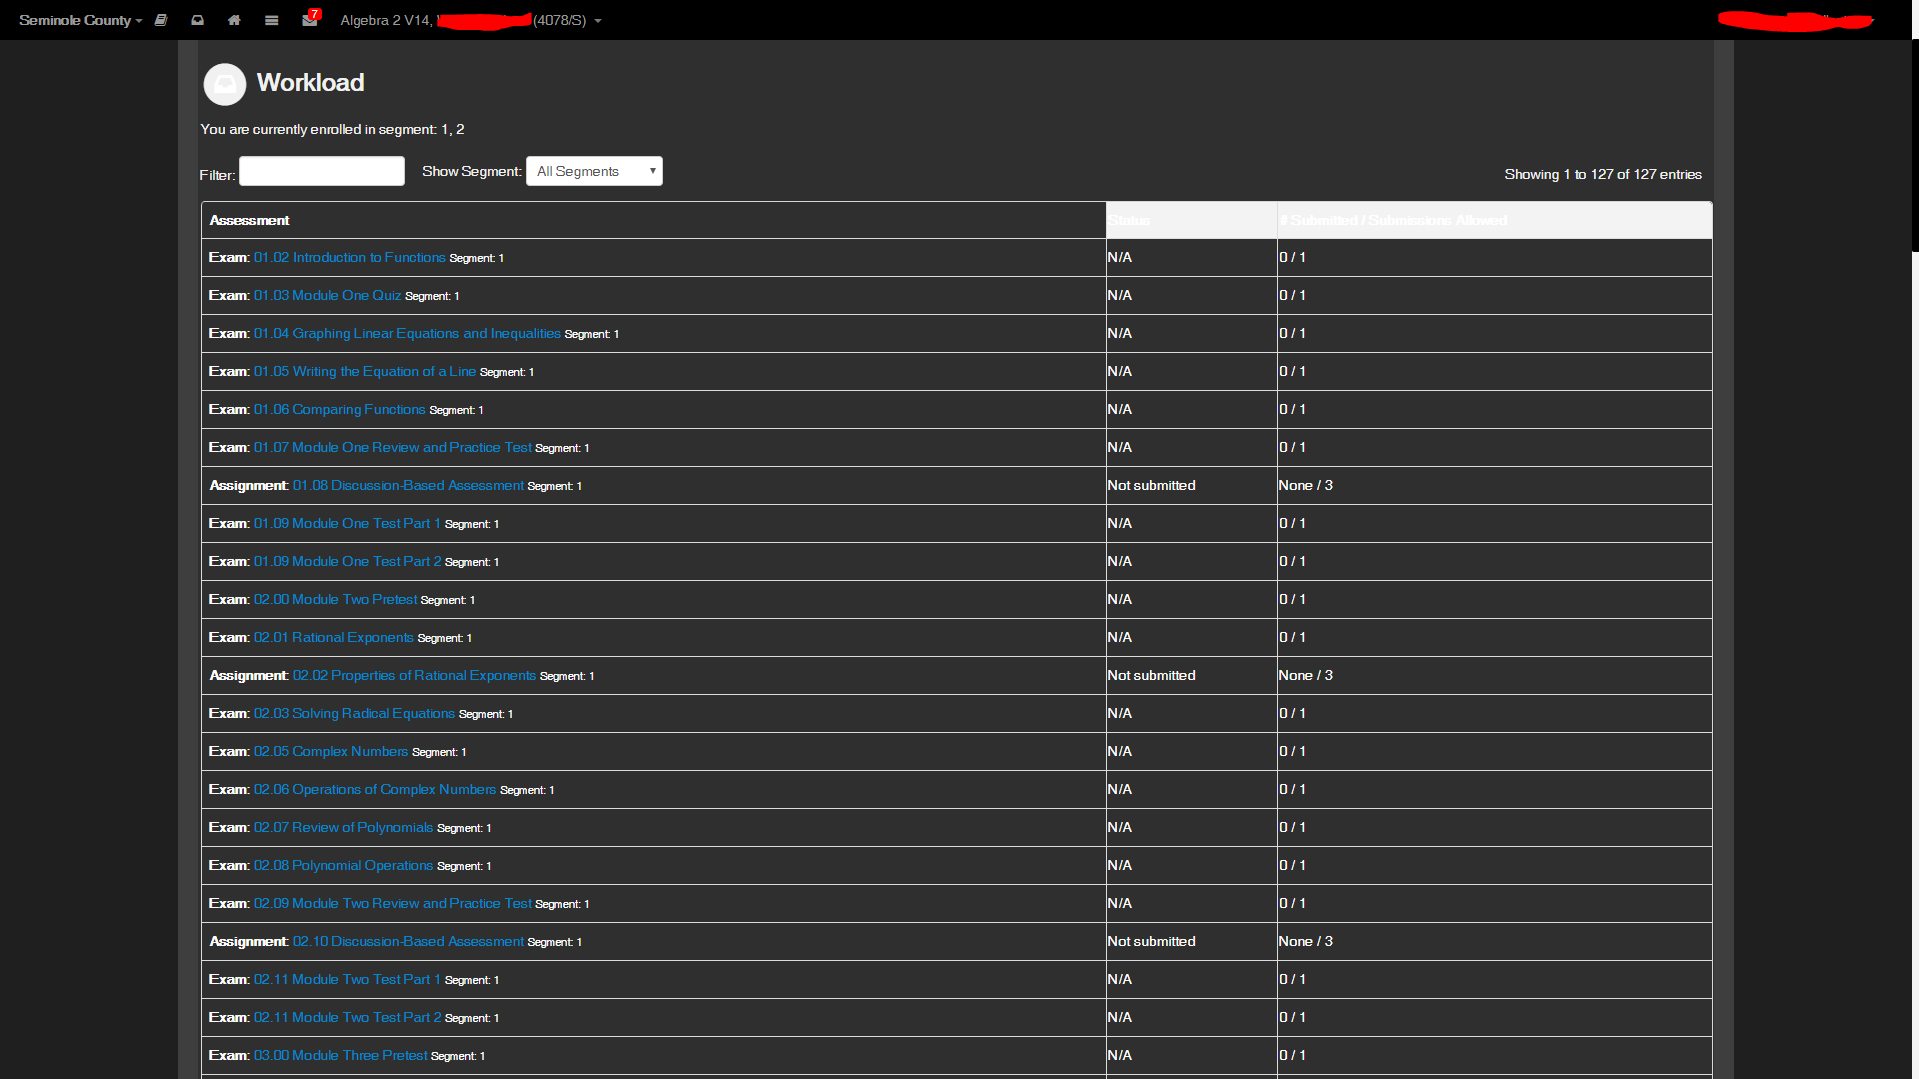 Seminole County 7 Algebra 2 V14, (4078/S)
Workload
You are currently enrolled in segment: 1, 2
Filter: Show Segment: All Segments Showing 1 to 127 of 127 entries
Assessment Status # Submitted / Submissions Allowed
Exam: 01.02 Introduction to Functions Segment: 1 N/A 0 / 1
Exam: 01.03 Module One Quiz Segment: 1 N/A 0 / 1
Exam: 01.04 Graphing Linear Equations and Inequalities Segment: 1 N/A 0 / 1
Exam: 01.05 Writing the Equation of a Line Segment: 1 N/A 0 / 1
Exam: 01.06 Comparing Functions Segment: 1 N/A 0 / 1
Exam: 01.07 Module One Review and Practice Test Segment: 1 N/A 0 / 1
Assignment: 01.08 Discussion-Based Assessment Segment: 1 Not submitted None / 3
Exam: 01.09 Module One Test Part 1 Segment: 1 N/A 0 / 1
Exam: 01.09 Module One Test Part 2 Segment: 1 N/A 0 / 1
Exam: 02.00 Module Two Pretest Segment: 1 N/A 0 / 1
Exam: 02.01 Rational Exponents Segment: 1 N/A 0 / 1
Assignment: 02.02 Properties of Rational Exponents Segment: 1 Not submitted None / 3
Exam: 02.03 Solving Radical Equations Segment: 1 N/A 0 / 1
Exam: 02.05 Complex Numbers Segment: 1 N/A 0 / 1
Exam: 02.06 Operations of Complex Numbers Segment: 1 N/A 0 / 1
Exam: 02.07 Review of Polynomials Segment: 1 N/A 0 / 1
Exam: 02.08 Polynomial Operations Segment: 1 N/A 0 / 1
Exam: 02.09 Module Two Review and Practice Test Segment: 1 N/A 0 / 1
Assignment: 02.10 Discussion-Based Assessment Segment: 1 Not submitted None / 3
Exam: 02.11 Module Two Test Part 1 Segment: 1 N/A 0 / 1
Exam: 02.11 Module Two Test Part 2 Segment: 1 N/A 0 / 1
Exam: 03.00 Module Three Pretest Segment: 1 N/A 0 / 1